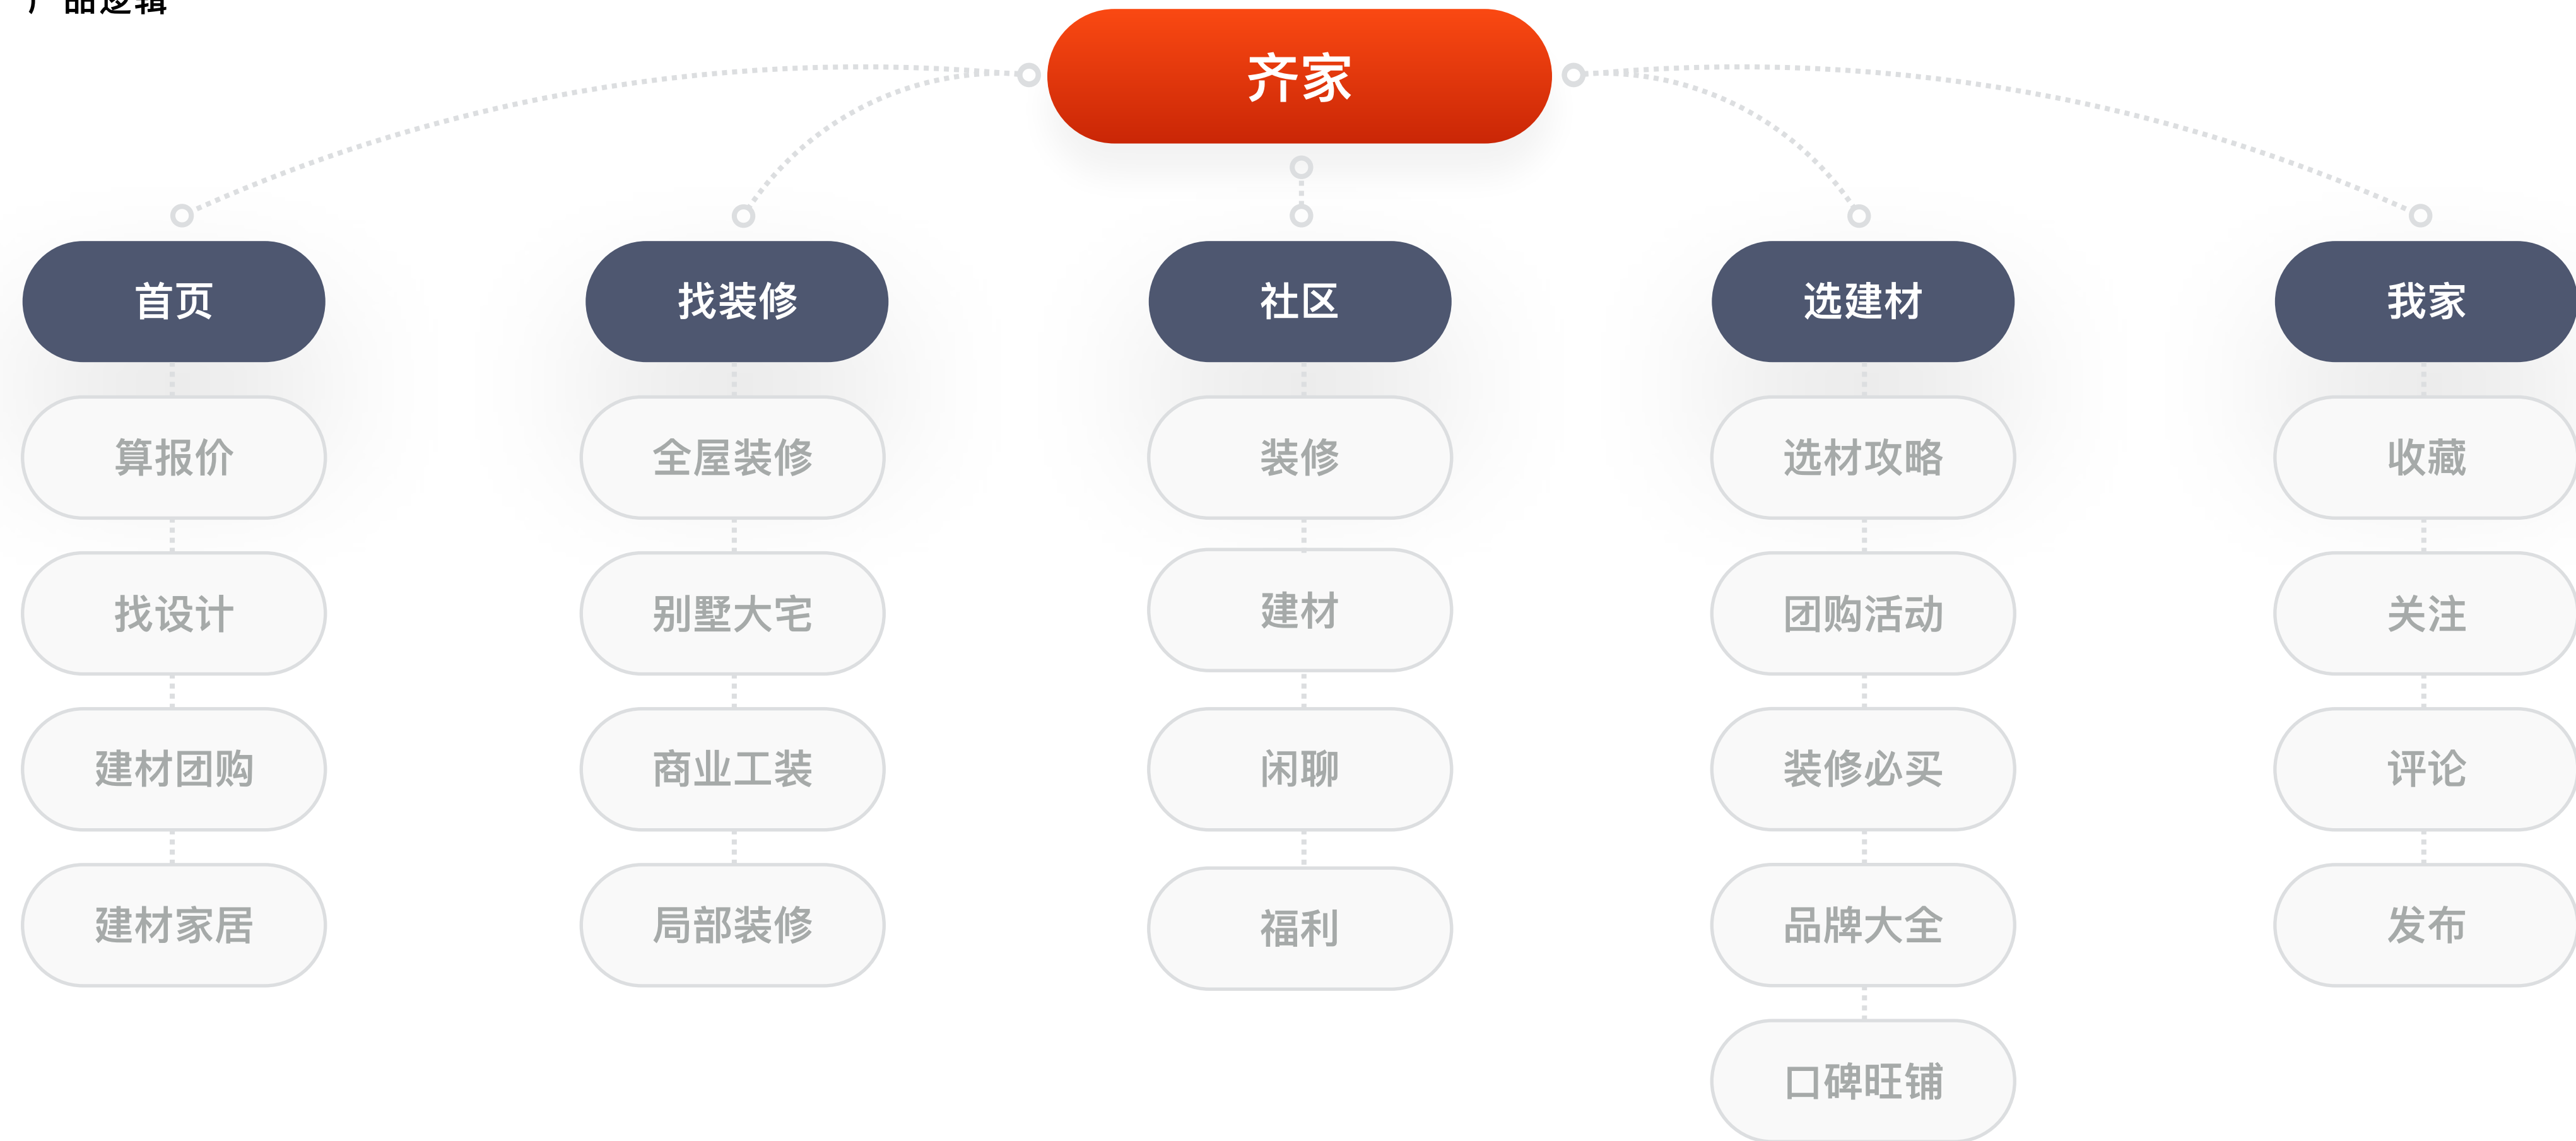 产品逻辑
齐家
首页
找装修
社区
选建材
我家
算报价
全屋装修
装修
选材攻略
收藏
找设计
别墅大宅
建材
团购活动
关注
建材团购
商业工装
闲聊
装修必买
评论
建材家居
局部装修
福利
品牌大全
发布
口碑旺铺